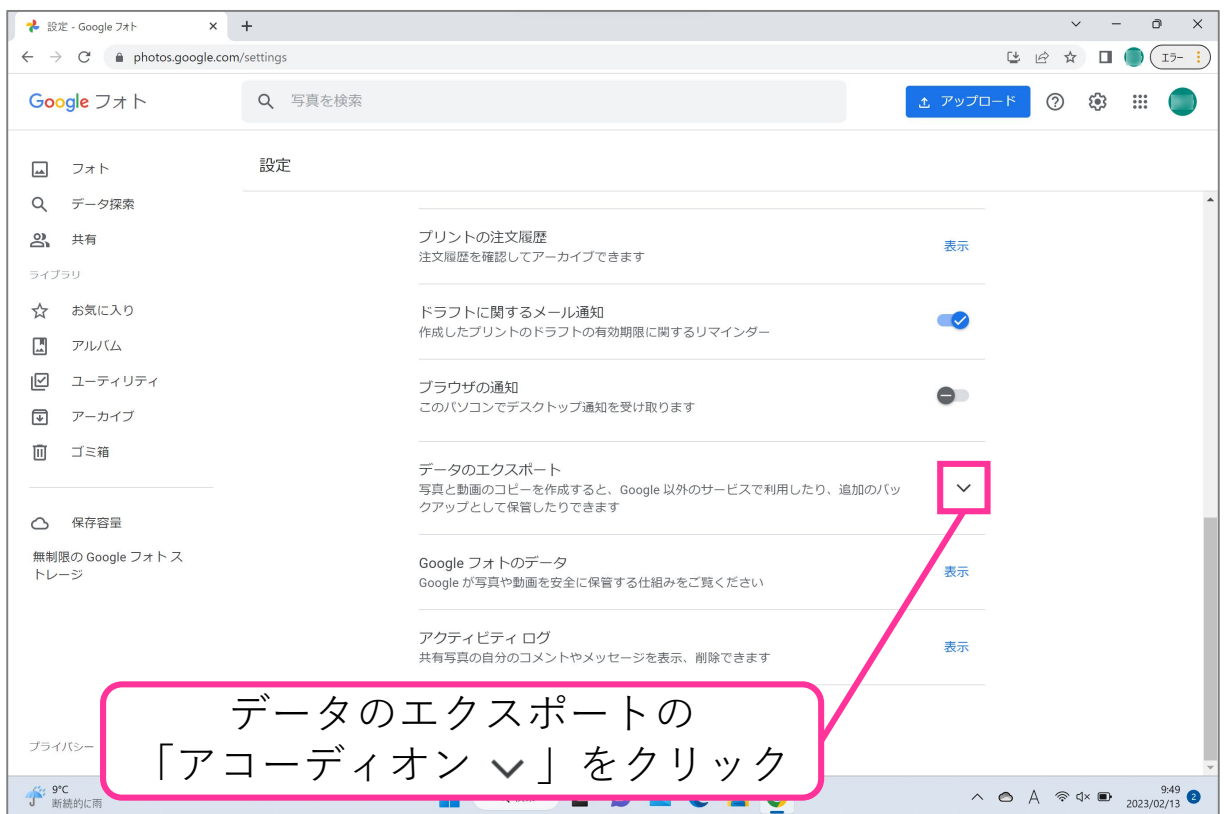 設定 - Google フォト
photos.google.com/settings
エラー
Google フォト
写真を検索
アップロード
フォト
データ探索
共有
ライブラリ
お気に入り
アルバム
ユーティリティ
アーカイブ
ゴミ箱
保存容量
無制限の Google フォト ス
トレージ
プライバシー
設定
プリントの注文履歴
注文履歴を確認してアーカイブできます
表示
ドラフトに関するメール通知
作成したプリントのドラフトの有効期限に関するリマインダー
ブラウザの通知
このパソコンでデスクトップ通知を受け取ります
データのエクスポート
写真と動画のコピーを作成すると、Google 以外のサービスで利用したり、追加のバッ
クアップとして保管したりできます
Google フォトのデータ
Google が写真や動画を安全に保管する仕組みをご覧ください
表示
アクティビティ ログ
共有写真の自分のコメントやメッセージを表示、削除できます
表示
データのエクスポートの
「アコーディオン 」をクリック
9°C
断続的に雨
A
9:49
2023/02/13
2